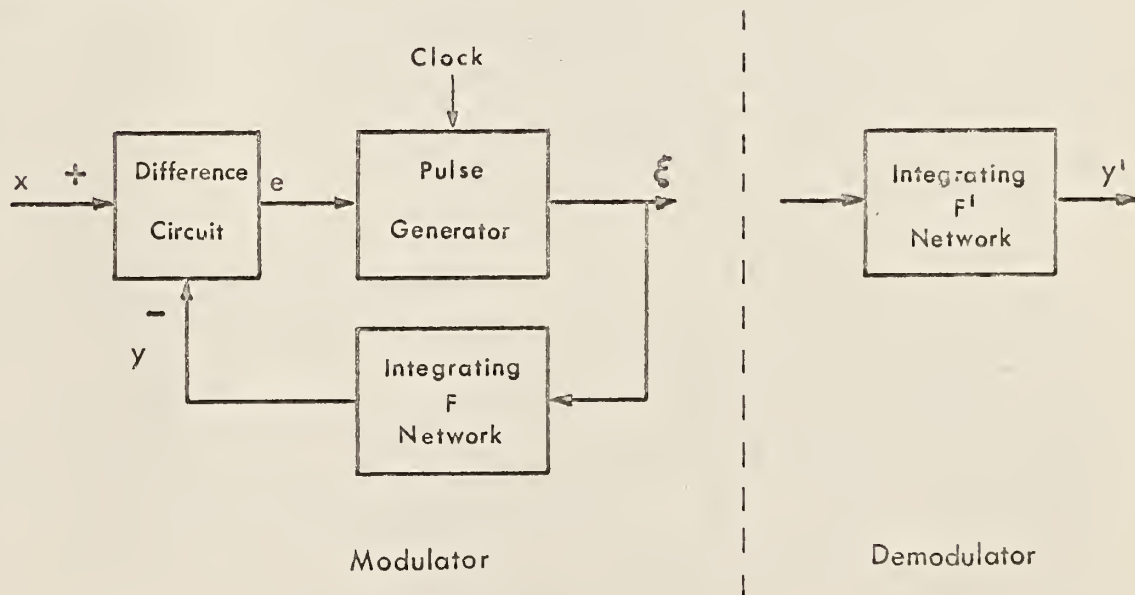 Clock
x
+
Difference
Circuit
e
Pulse
Generator
ξ
−
y
Integrating
F
Network
Modulator
Integrating
F'
Network
y'
Demodulator